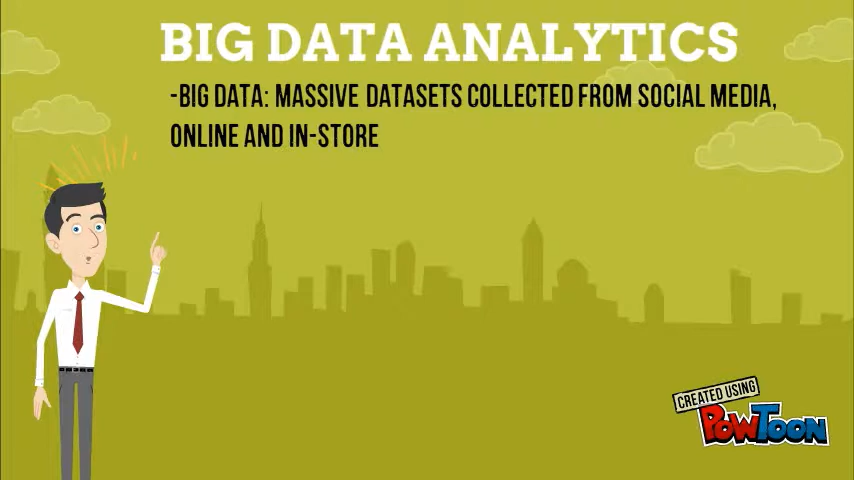 BIG DATA ANALYTICS
-BIG DATA: MASSIVE DATASETS COLLECTED FROM SOCIAL MEDIA,
ONLINE AND IN-STORE
CREATED USING
POWTOON